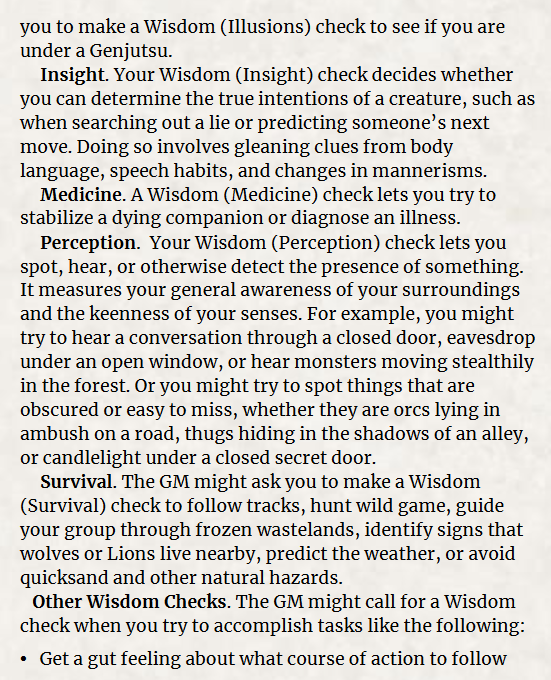 you to make a Wisdom (Illusions) check to see if you are
under a Genjutsu.
Insight. Your Wisdom (Insight) check decides whether
you can determine the true intentions of a creature, such as
when searching out a lie or predicting someone's next
move. Doing so involves gleaning clues from body
language, speech habits, and changes in mannerisms.
Medicine. A Wisdom (Medicine) check lets you try to
stabilize a dying companion or diagnose an illness.
Perception. Your Wisdom (Perception) check lets you
spot, hear, or otherwise detect the presence of something.
It measures your general awareness of your surroundings
and the keenness of your senses. For example, you might
try to hear a conversation through a closed door, eavesdrop
under an open window, or hear monsters moving stealthily
in the forest. Or you might try to spot things that are
obscured or easy to miss, whether they are orcs lying in
ambush on a road, thugs hiding in the shadows of an alley,
or candlelight under a closed secret door.
Survival. The GM might ask you to make a Wisdom
(Survival) check to follow tracks, hunt wild game, guide
your group through frozen wastelands, identify signs that
wolves or Lions live nearby, predict the weather, or avoid
quicksand and other natural hazards.
Other Wisdom Checks. The GM might call for a Wisdom
check when you try to accomplish tasks like the following:
• Get a gut feeling about what course of action to follow